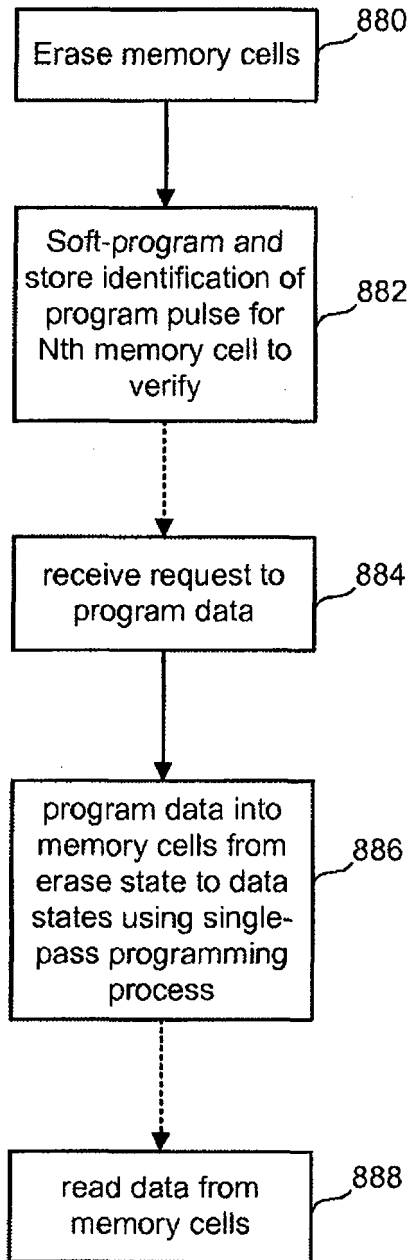 Erase memory cells
880
Soft-program and
store identification of
program pulse for
Nth memory cell to
verify
882
receive request to
program data
884
program data into
memory cells from
erase state to data
states using single-
pass programming
process
886
read data from
memory cells
888